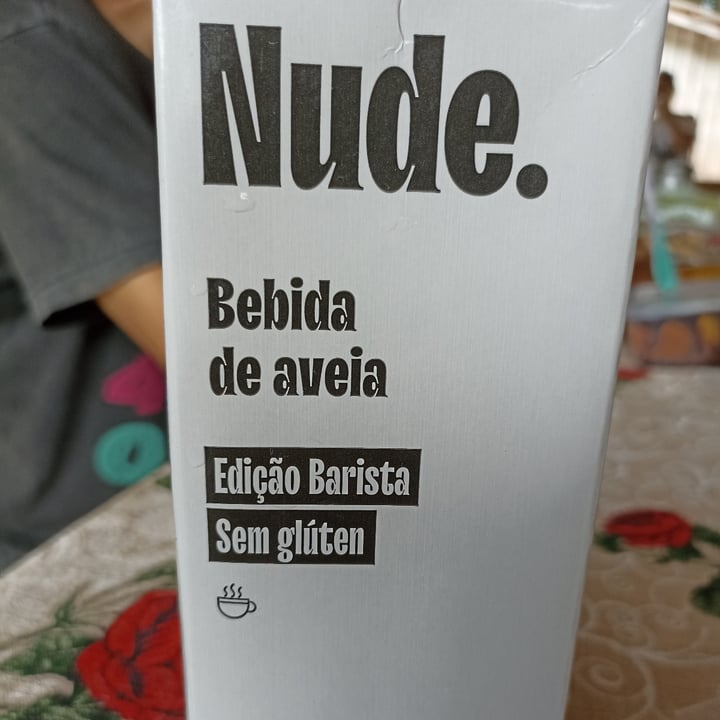 Nude.
Bebida
de aveia
Edição Barista
Sem glúten